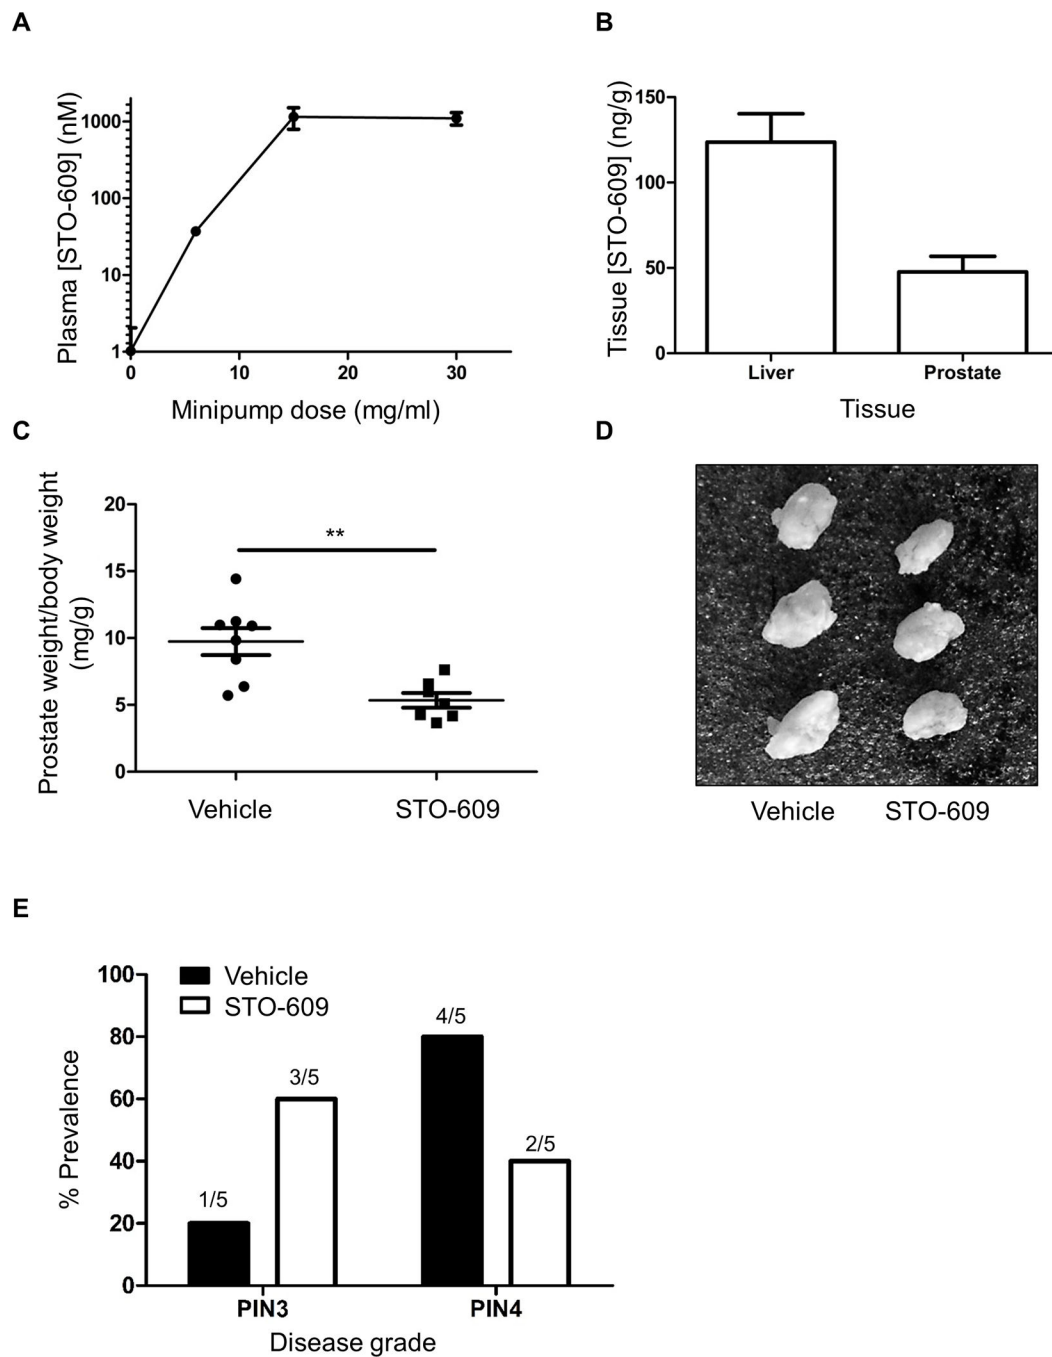 A
Plasma [STO-609] (nM)
1000
100
10
1
0 10 20 30
Minipump dose (mg/ml)
B
Tissue [STO-609] (ng/g)
150
100
50
0
Liver Prostate
Tissue
C
Prostate weight/body weight
(mg/g)
20
15
10
5
0
**
Vehicle STO-609
D
Vehicle STO-609
E
% Prevalence
100
80
60
40
20
0
Vehicle
STO-609
1/5
3/5
4/5
2/5
PIN3 PIN4
Disease grade